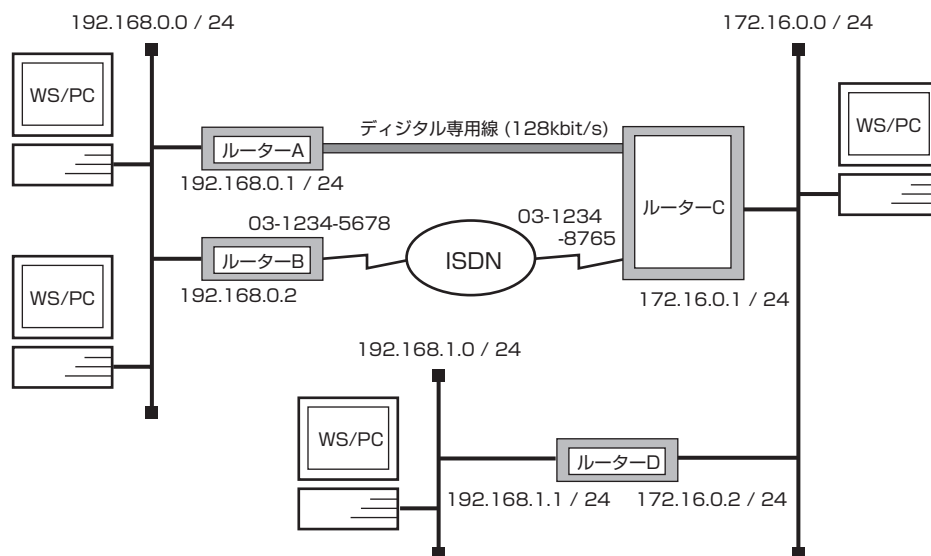 192.168.0.0 / 24
172.16.0.0 / 24
WS/PC
ディジタル専用線 (128kbit/s)
WS/PC
ルーターA
192.168.0.1 / 24
ルーターC
03-1234-5678
03-1234
-8765
ルーターB
ISDN
WS/PC
192.168.0.2
172.16.0.1 / 24
192.168.1.0 / 24
WS/PC
ルーターD
192.168.1.1 / 24
172.16.0.2 / 24